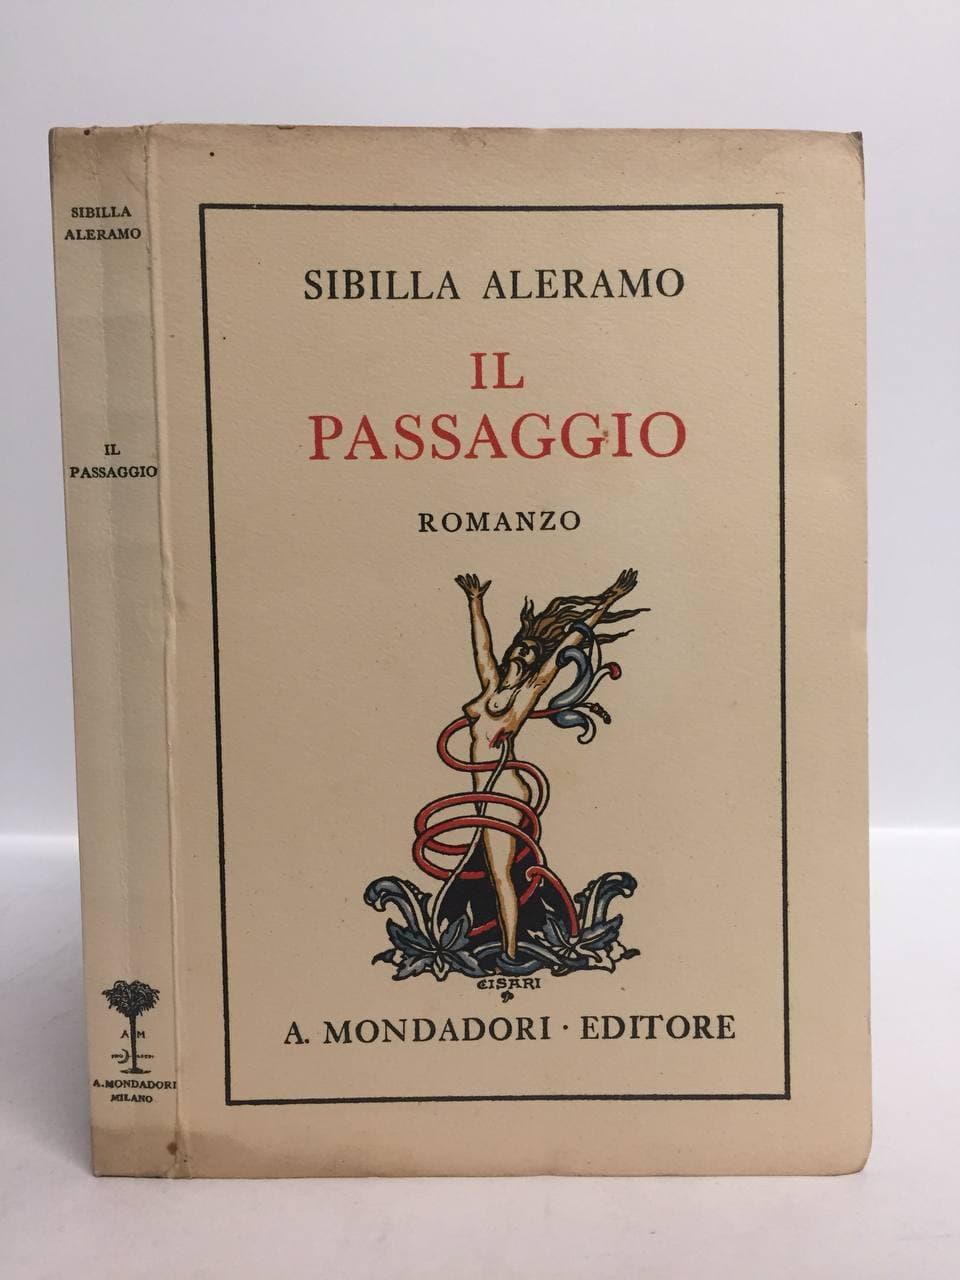 SIBILLA
ALERAMO
IL
PASSAGGIO
A M
A. MONDADORI
MILANO
SIBILLA ALERAMO
IL
PASSAGGIO
ROMANZO
CISARI
A. MONDADORI · EDITORE